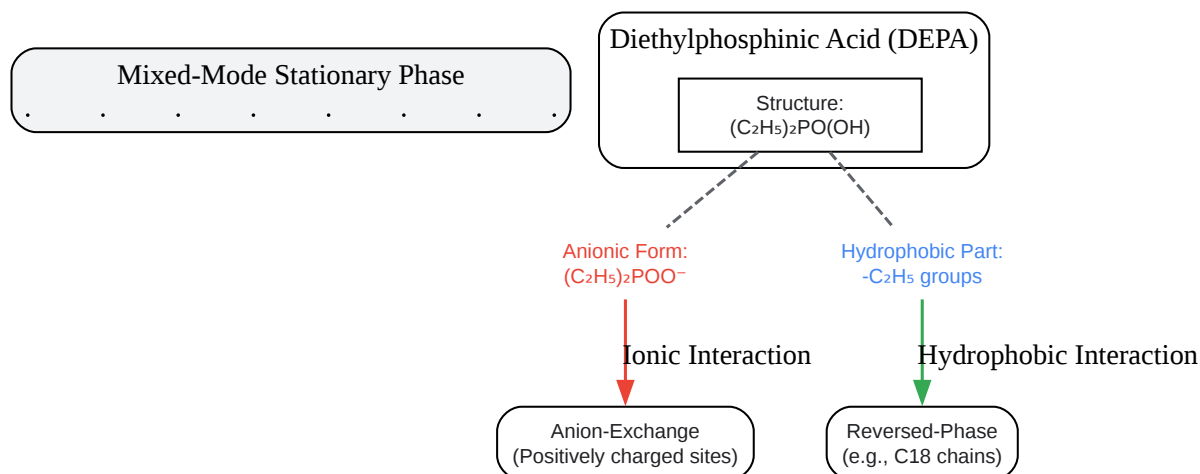 Mixed-Mode Stationary Phase
Diethylphosphinic Acid (DEPA)
Structure:
(C₂H₅)₂PO(OH)
Anionic Form:
(C₂H₅)₂POO⁻
Hydrophobic Part:
-C₂H₅ groups
Ionic Interaction
Hydrophobic Interaction
Anion-Exchange
(Positively charged sites)
Reversed-Phase
(e.g., C18 chains)